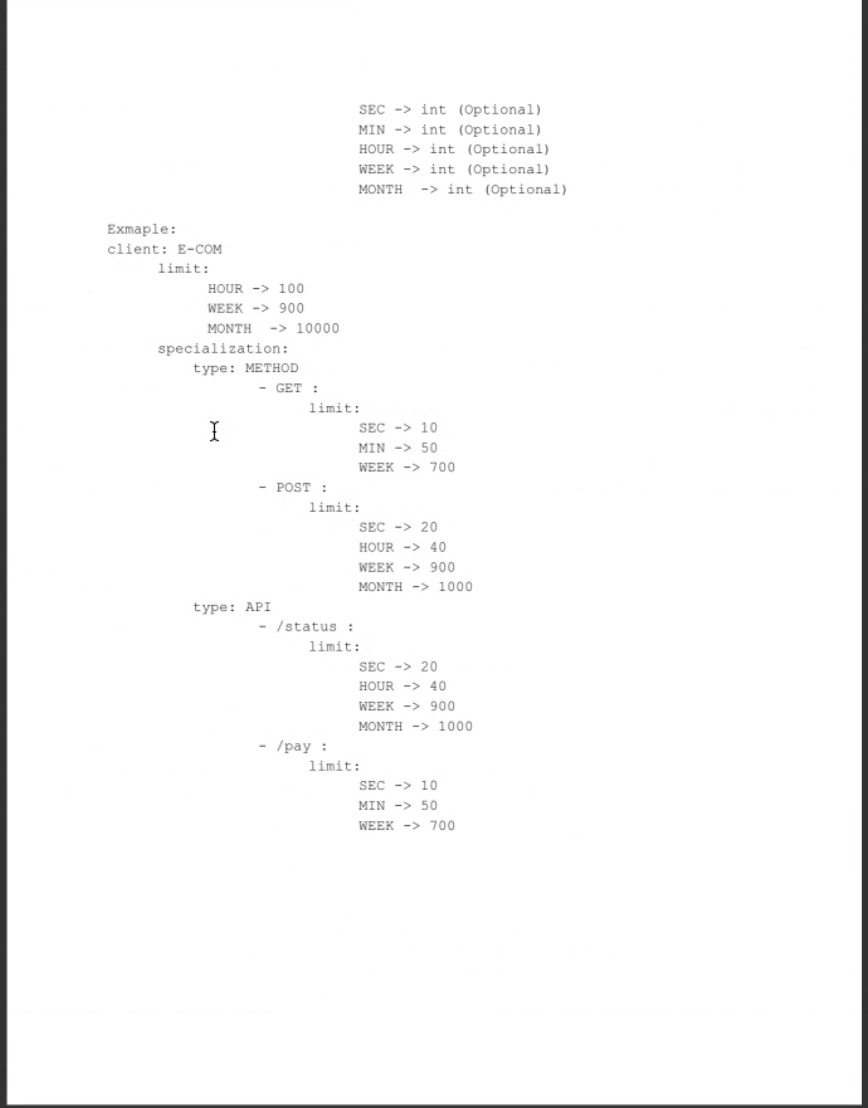 SEC -> int (Optional)
MIN -> int (Optional)
HOUR -> int (Optional)
WEEK -> int (Optional)
MONTH  -> int (Optional)
Exmaple:
client: E-COM
limit:
HOUR -> 100
WEEK -> 900
MONTH  -> 10000
specialization:
type: METHOD
- GET :
limit:
SEC -> 10
MIN -> 50
WEEK -> 700
- POST :
limit:
SEC -> 20
HOUR -> 40
WEEK -> 900
MONTH -> 1000
type: API
- /status :
limit:
SEC -> 20
HOUR -> 40
WEEK -> 900
MONTH -> 1000
- /pay :
limit:
SEC -> 10
MIN -> 50
WEEK -> 700